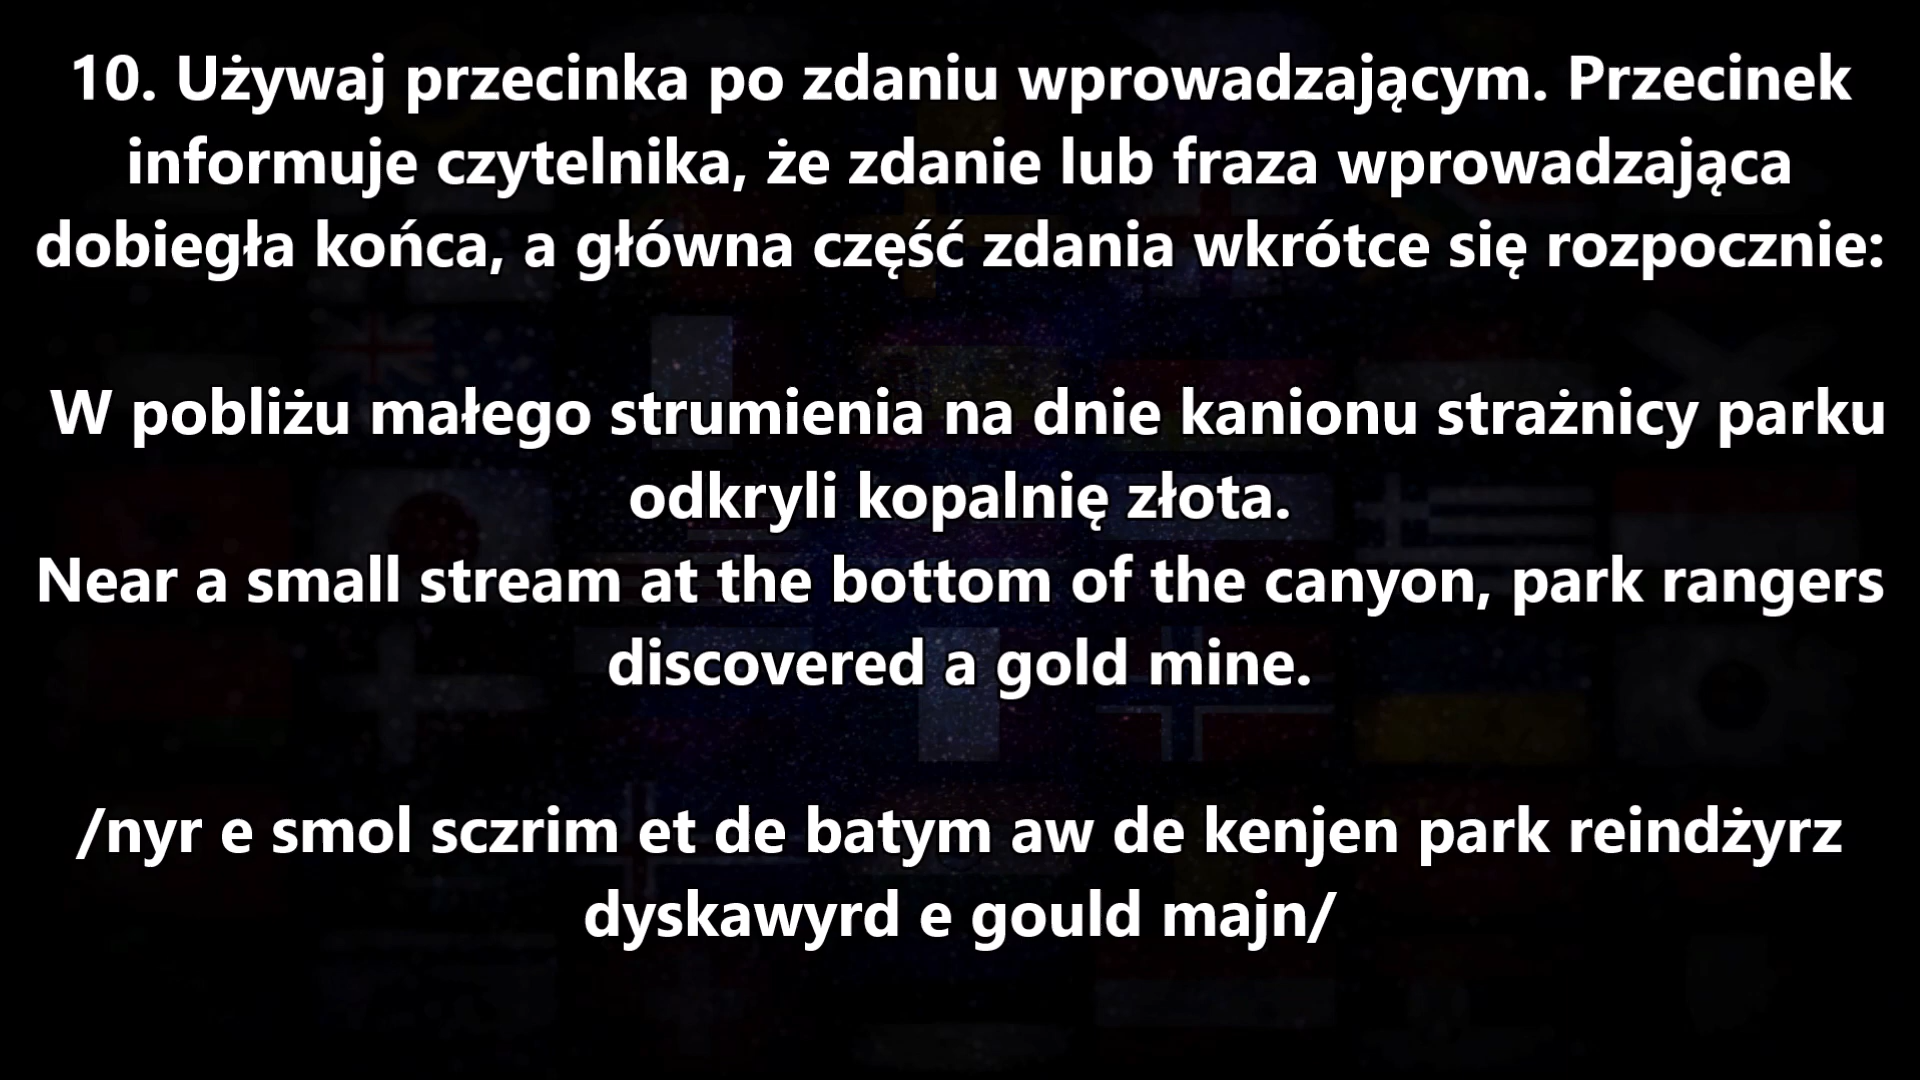 10. Używaj przecinka po zdaniu wprowadzającym. Przecinek
informuje czytelnika, że zdanie lub fraza wprowadzająca
dobiegła końca, a główna część zdania wkrótce się rozpocznie:
W pobliżu małego strumienia na dnie kanionu strażnicy parku
odkryli kopalnię złota.
Near a small stream at the bottom of the canyon, park rangers
discovered a gold mine.
/nyr e smol sczrim et de batym aw de kenjen park reindżyrz
dyskawyrd e gould majn/